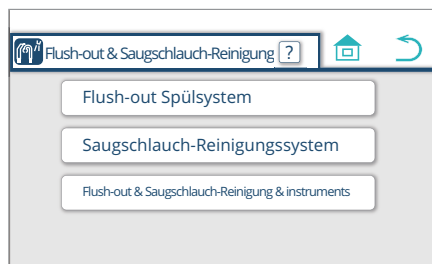 Flush-out & Saugschlauch-Reinigung ?
Flush-out Spülsystem
Saugschlauch-Reinigungssystem
Flush-out & Saugschlauch-Reinigung & instruments